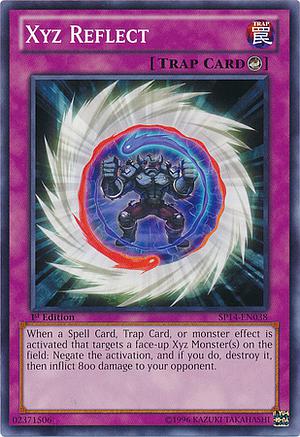 Xyz Reflect
TRAP
罠
[Trap Card]
1st Edition
SP14-EN038
When a Spell Card, Trap Card, or monster effect is
activated that targets a face-up Xyz Monster(s) on
the field: Negate the activation, and if you do, destroy it,
then inflict 800 damage to your opponent.
02371506
©1996 KAZUKI TAKAHASHI